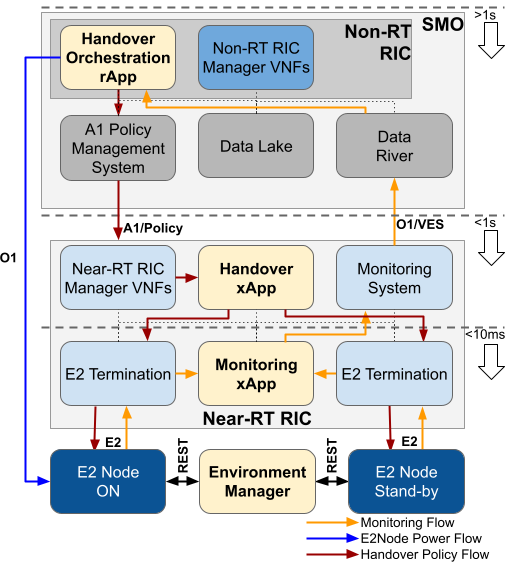 SMO
>1s
Handover
Orchestration
rApp
Non-RT RIC
Manager VNFs
Non-RT
RIC
A1 Policy
Management
System
Data Lake
Data
River
A1/Policy
O1/VES
<1s
O1
Near-RT RIC
Manager VNFs
Handover
xApp
Monitoring
System
<10ms
E2 Termination
Monitoring
xApp
E2 Termination
Near-RT RIC
E2
E2
E2 Node
ON
REST
Environment
Manager
REST
E2 Node
Stand-by
Monitoring Flow
E2Node Power Flow
Handover Policy Flow